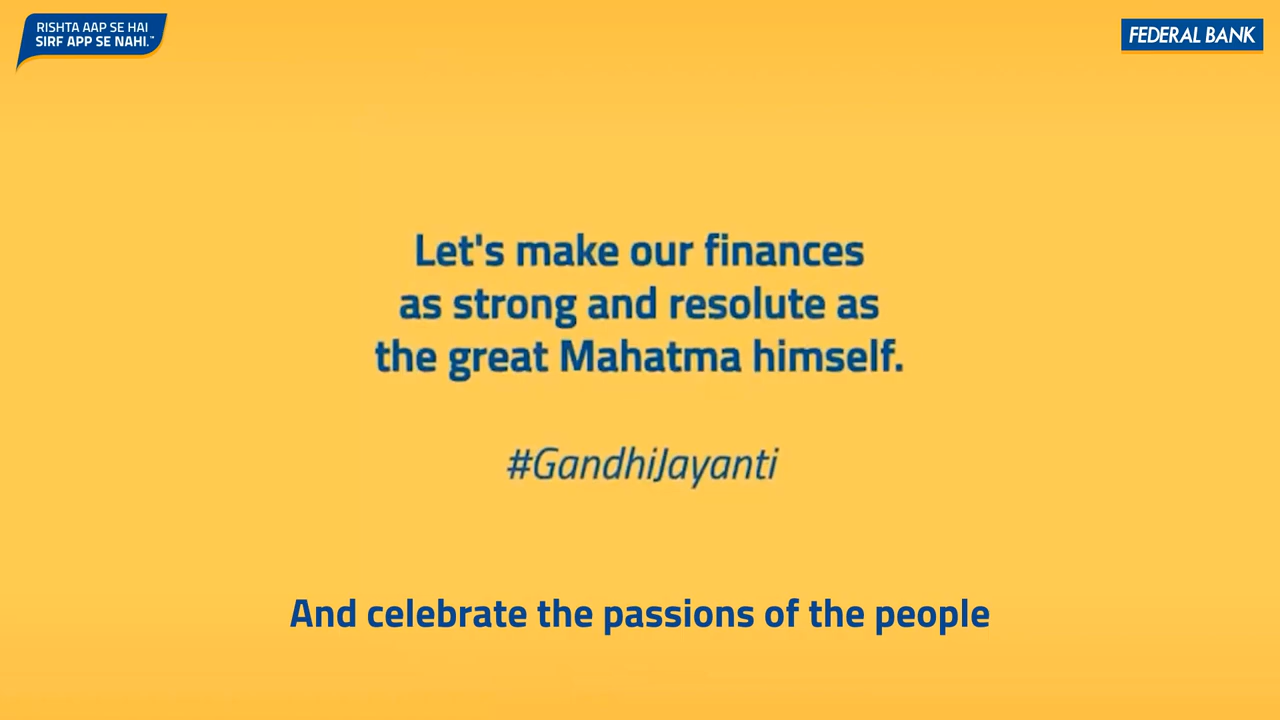 RISHTA AAP SE HAI
SIRF APP SE NAHI.™
FEDERAL BANK
Let's make our finances
as strong and resolute as
the great Mahatma himself.
#GandhiJayanti
And celebrate the passions of the people